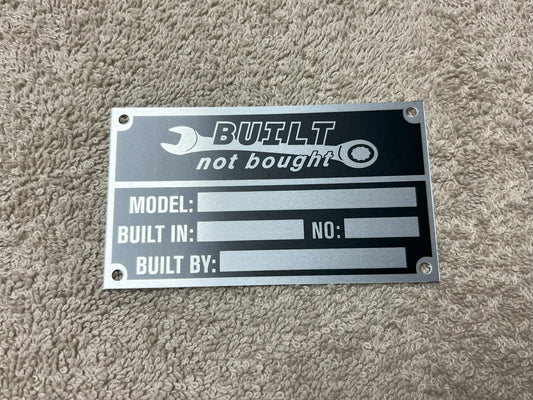 BUILT
not bought
MODEL:
BUILT IN: NO:
BUILT BY: